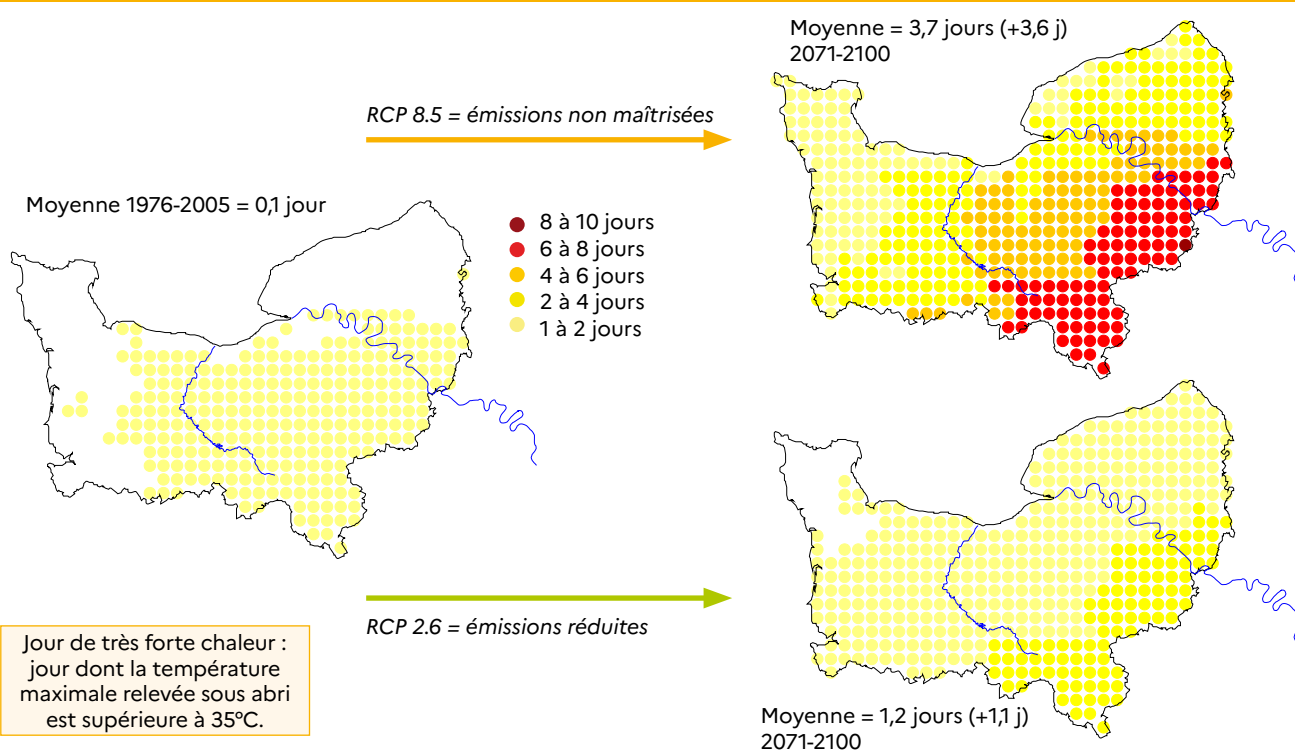 Moyenne = 3,7 jours (+3,6 j)
2071-2100
RCP 8.5 = émissions non maîtrisées
Moyenne 1976-2005 = 0,1 jour
8 à 10 jours
6 à 8 jours
4 à 6 jours
2 à 4 jours
1 à 2 jours
RCP 2.6 = émissions réduites
Jour de très forte chaleur :
jour dont la température
maximale relevée sous abri
est supérieure à 35°C.
Moyenne = 1,2 jours (+1,1 j)
2071-2100